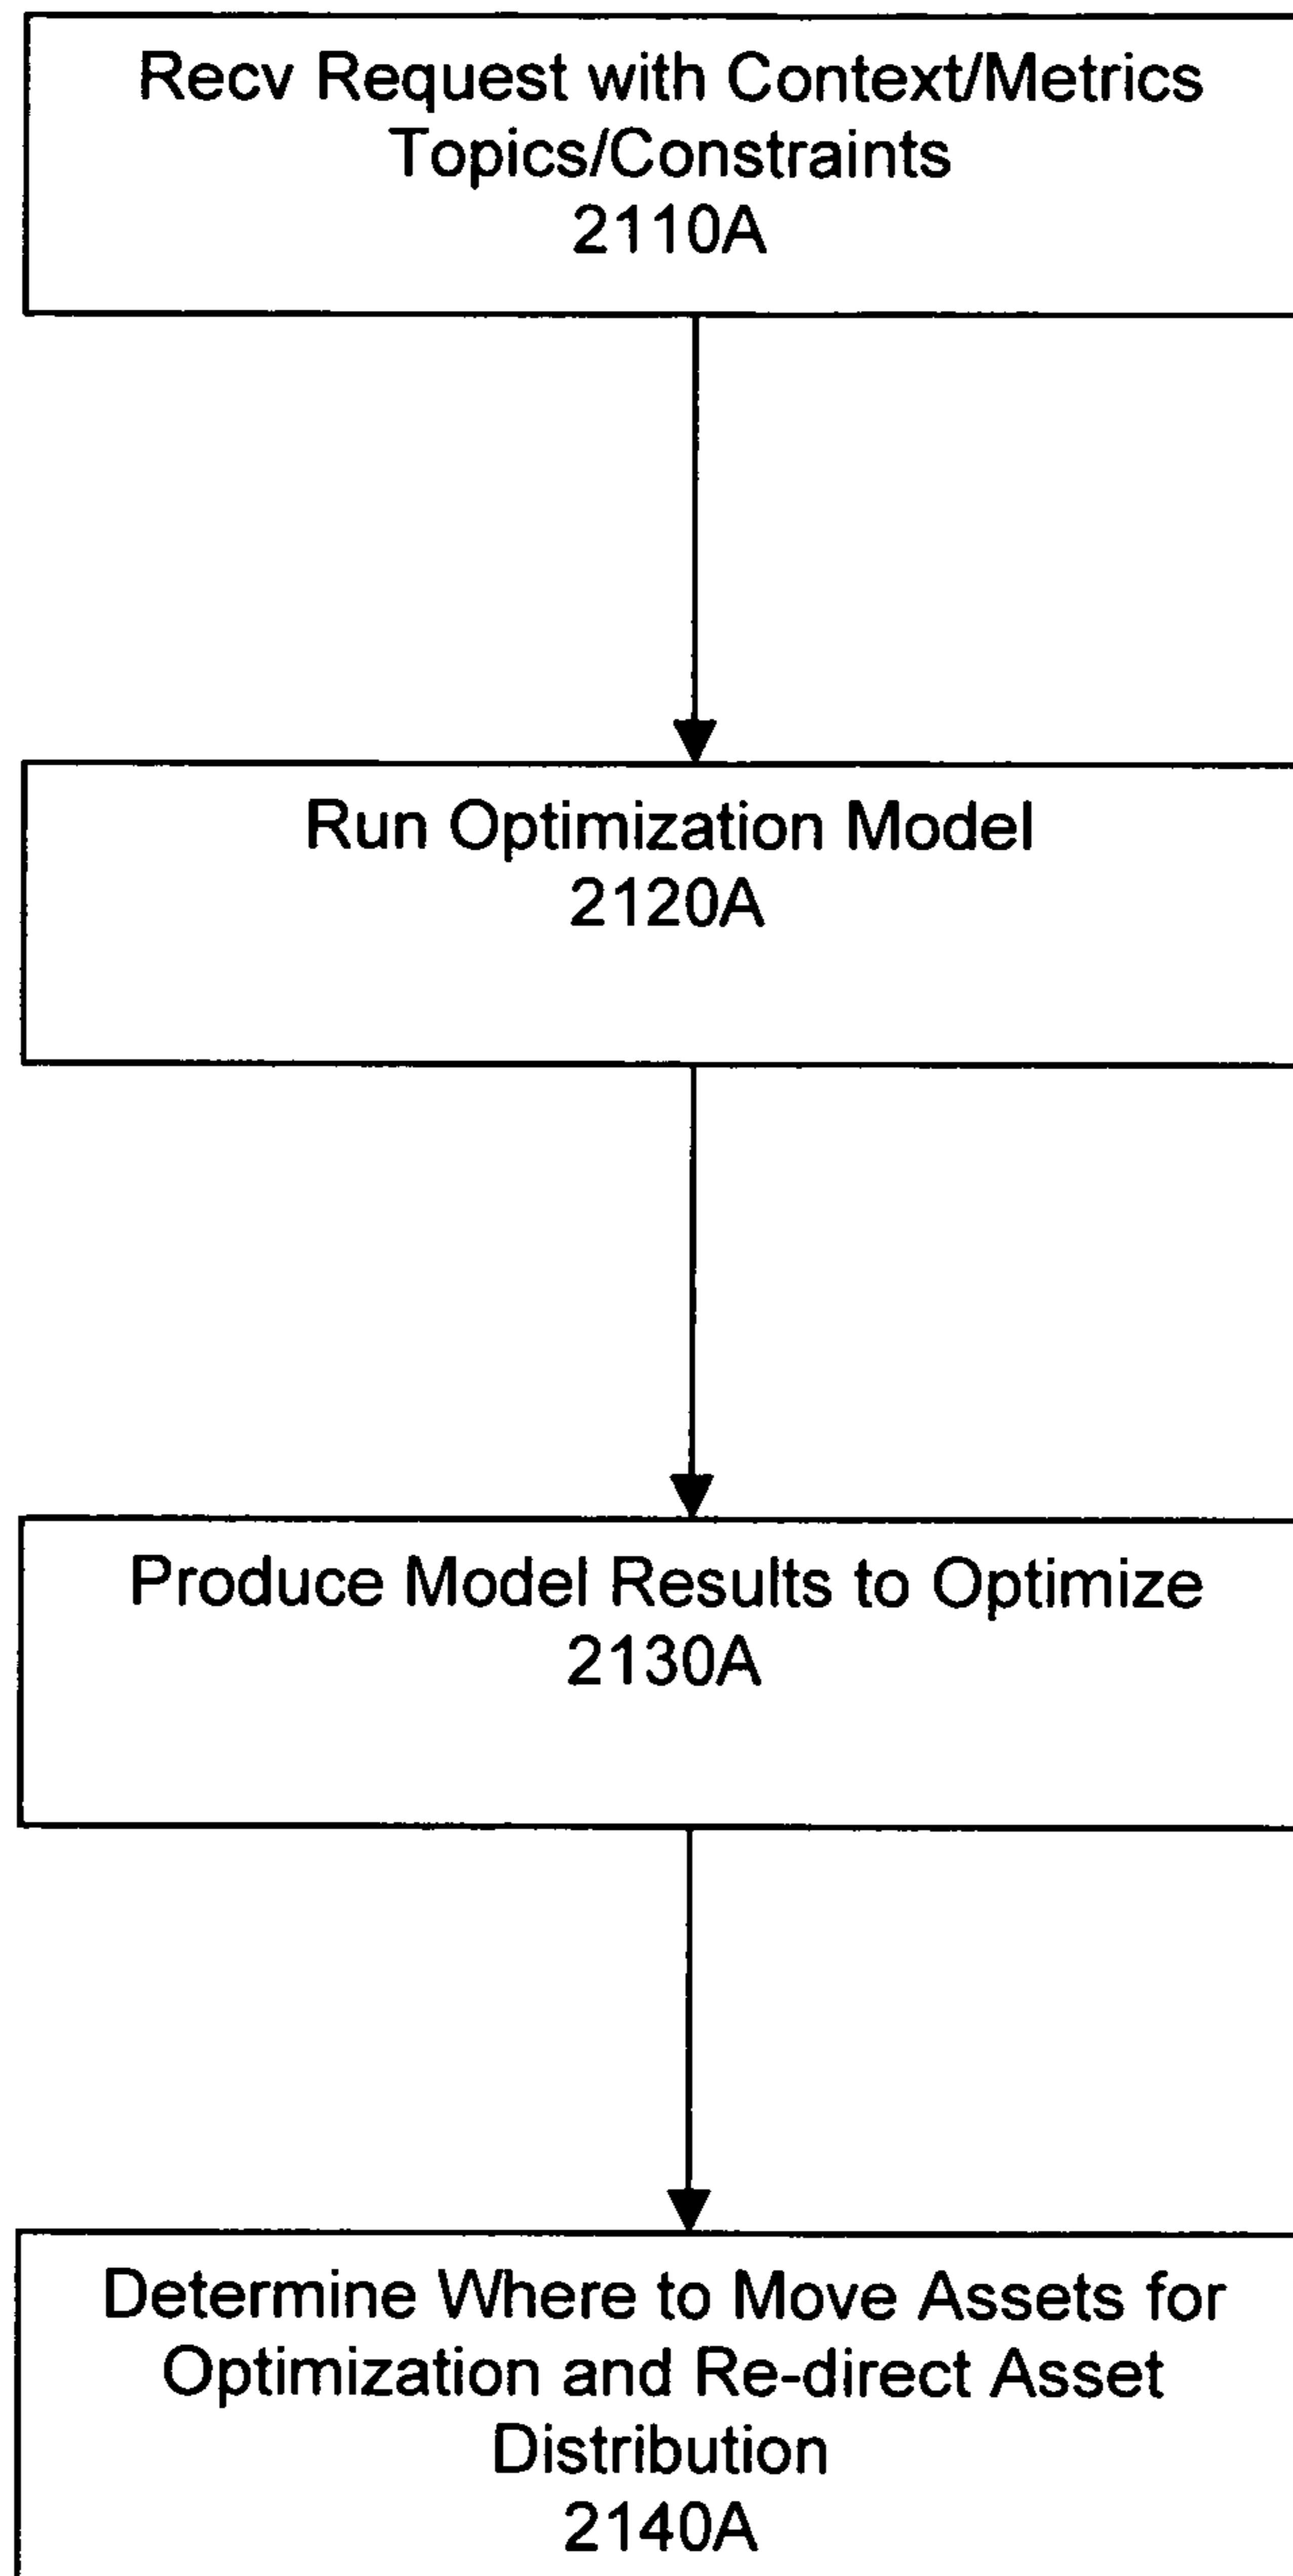 Recv Request with Context/Metrics
Topics/Constraints
2110A
Run Optimization Model
2120A
Produce Model Results to Optimize
2130A
Determine Where to Move Assets for
Optimization and Re-direct Asset
Distribution
2140A